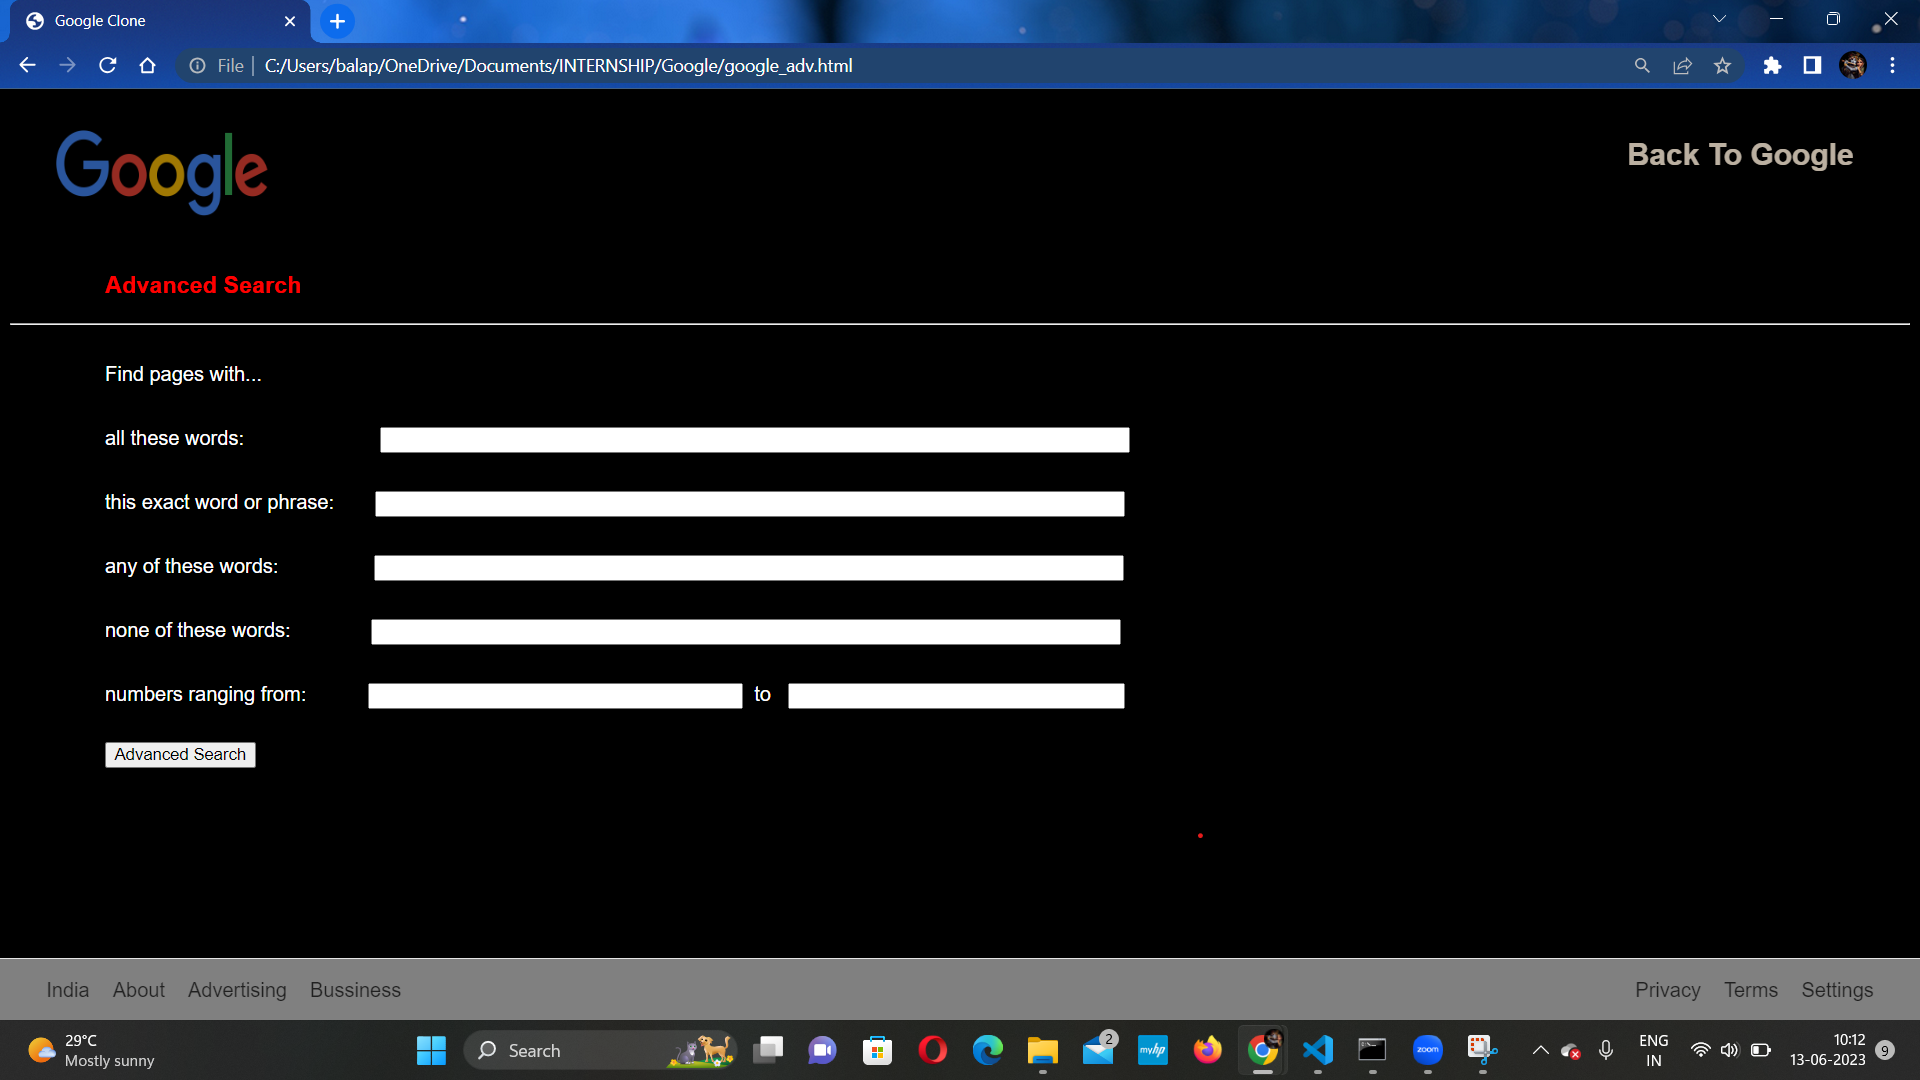 Google Clone
File
C:/Users/balap/OneDrive/Documents/INTERNSHIP/Google/google_adv.html
Google
Back To Google
Advanced Search
Find pages with...
all these words:
this exact word or phrase:
any of these words:
none of these words:
numbers ranging from: to
Advanced Search
India About Advertising Bussiness
Privacy Terms Settings
29°C
Mostly sunny
Search
2
myhp
zoom
ENG
IN
10:12
13-06-2023
9